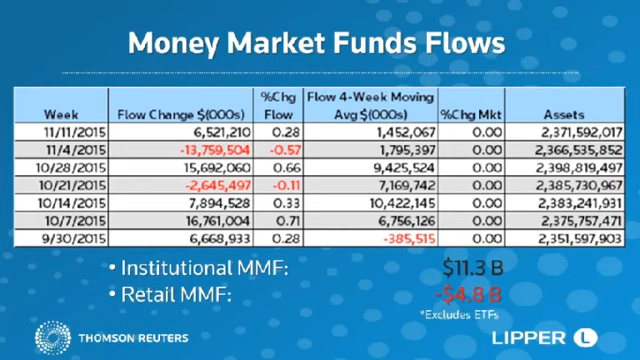 Money Market Funds Flows
%Chg Flow 4-Week Moving
Week Flow Change $(000s) Flow Avg $(000s) %Chg Mkt Assets
11/11/2015 6,521,210 0.28 1,452,067 0.00 2,371,592,017
11/4/2015 -13,759,504 -0.57 1,795,397 0.00 2,366,535,852
10/28/2015 15,692,060 0.66 9,425,524 0.00 2,398,819,497
10/21/2015 -2,645,497 -0.11 7,169,742 0.00 2,385,730,967
10/14/2015 7,894,528 0.33 10,422,145 0.00 2,383,241,931
10/7/2015 16,761,004 0.71 6,756,126 0.00 2,375,757,471
9/30/2015 6,668,933 0.28 -385,515 0.00 2,351,597,903
• Institutional MMF: $11.3 B
• Retail MMF: -$4.8 B
*Excludes ETFs
THOMSON REUTERS LIPPER L